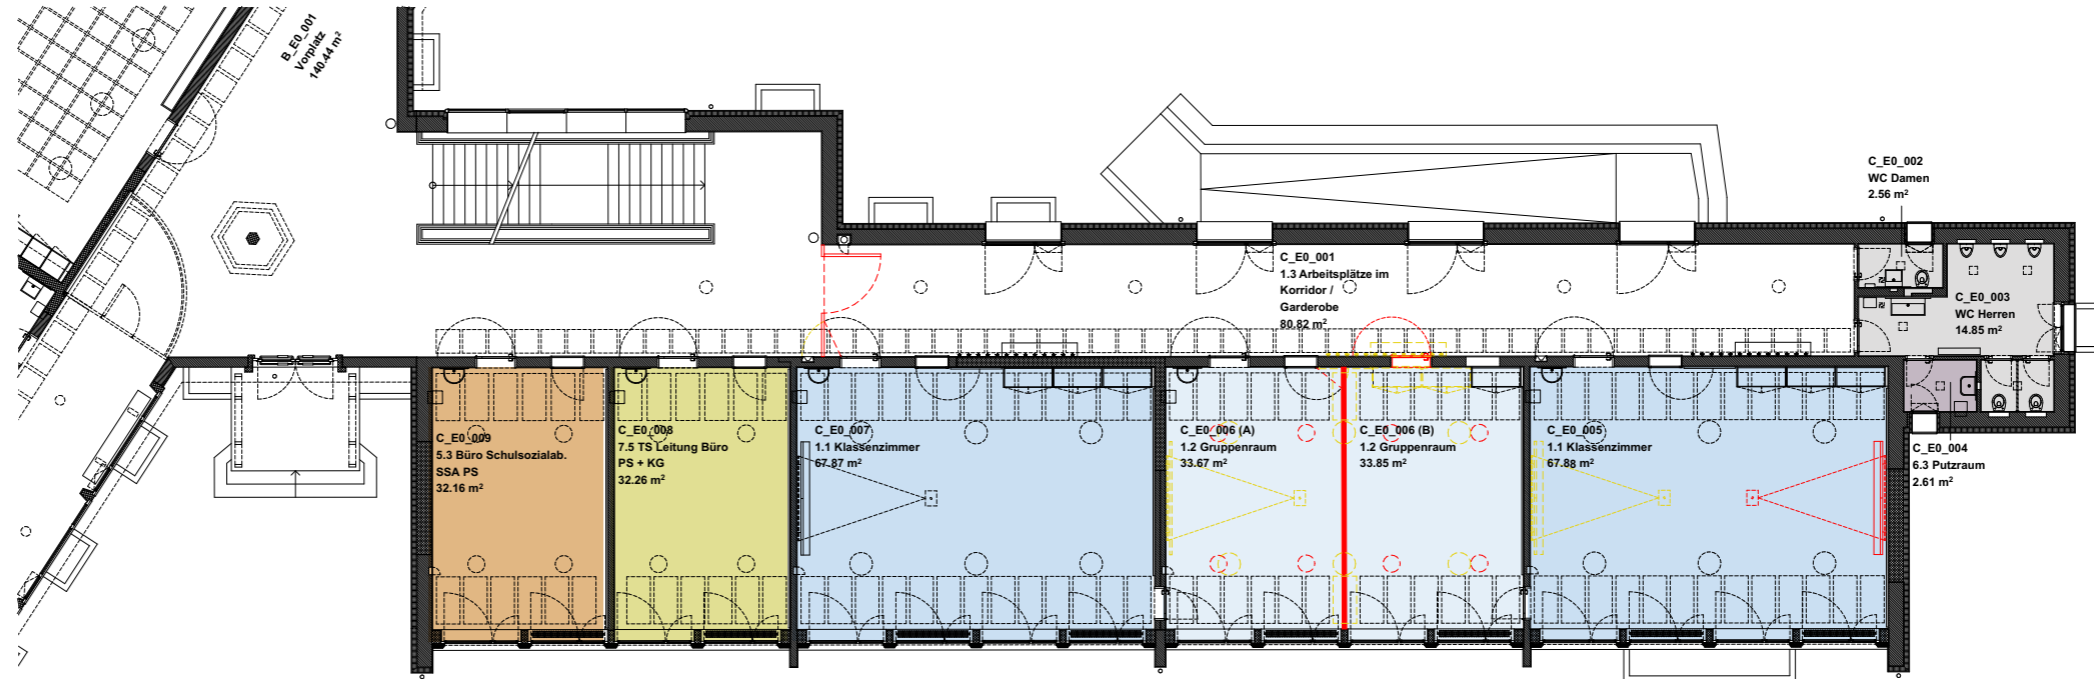 B_E0_001
Vorplatz
140.44 m²
C_E0_002
WC Damen
2.56 m²
C_E0_001
1.3 Arbeitsplätze im
Korridor /
Garderobe
80.82 m²
C_E0_003
WC Herren
14.85 m²
C_E0_009
5.3 Büro Schulsozialab.
SSA PS
32.16 m²
C_E0_008
7.5 TS Leitung Büro
PS + KG
32.26 m²
C_E0_007
1.1 Klassenzimmer
67.87 m²
C_E0_006 (A)
1.2 Gruppenraum
33.67 m²
C_E0_006 (B)
1.2 Gruppenraum
33.85 m²
C_E0_005
1.1 Klassenzimmer
67.88 m²
C_E0_004
6.3 Putzraum
2.61 m²